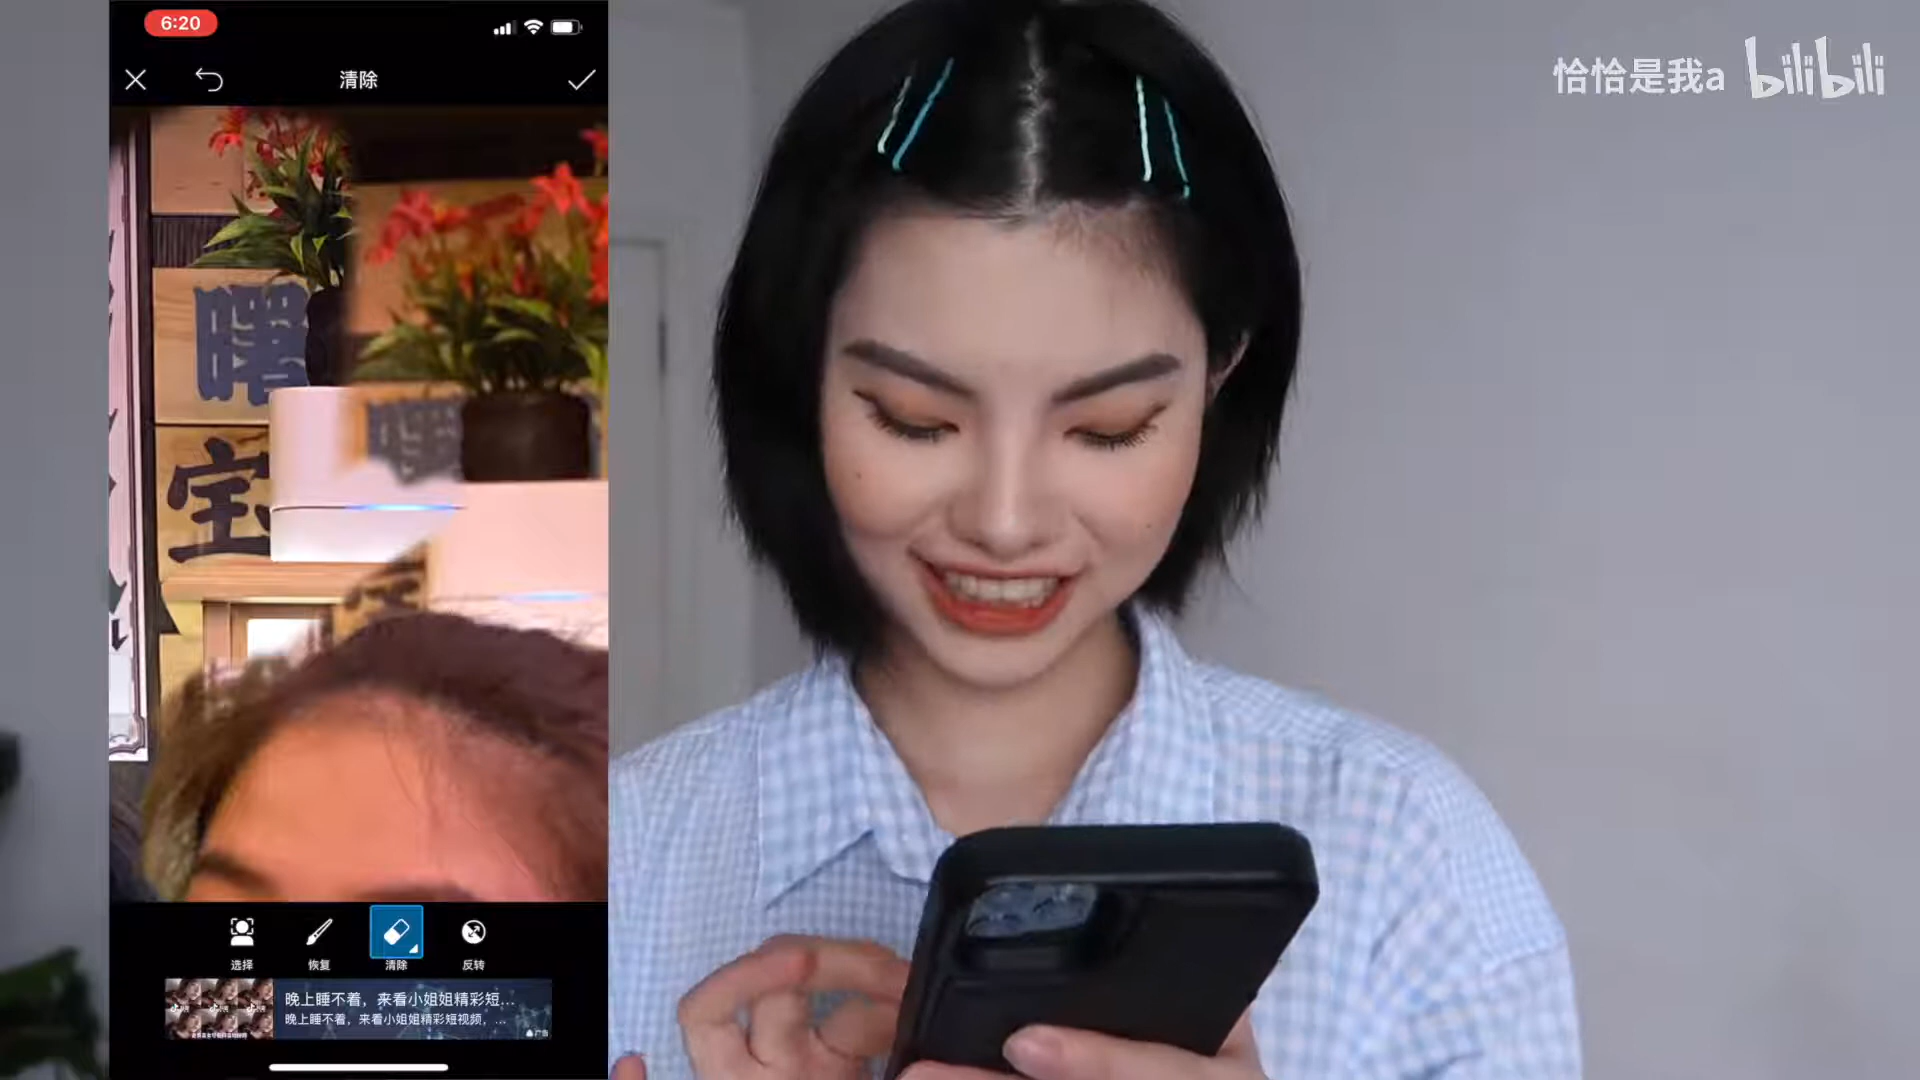 6:20
清除
恰恰是我a bilibili
曙
宝
选择
恢复
清除
反转
晚上睡不着，来看小姐姐精彩短...
晚上睡不着，来看小姐姐精彩短视频，...
广告